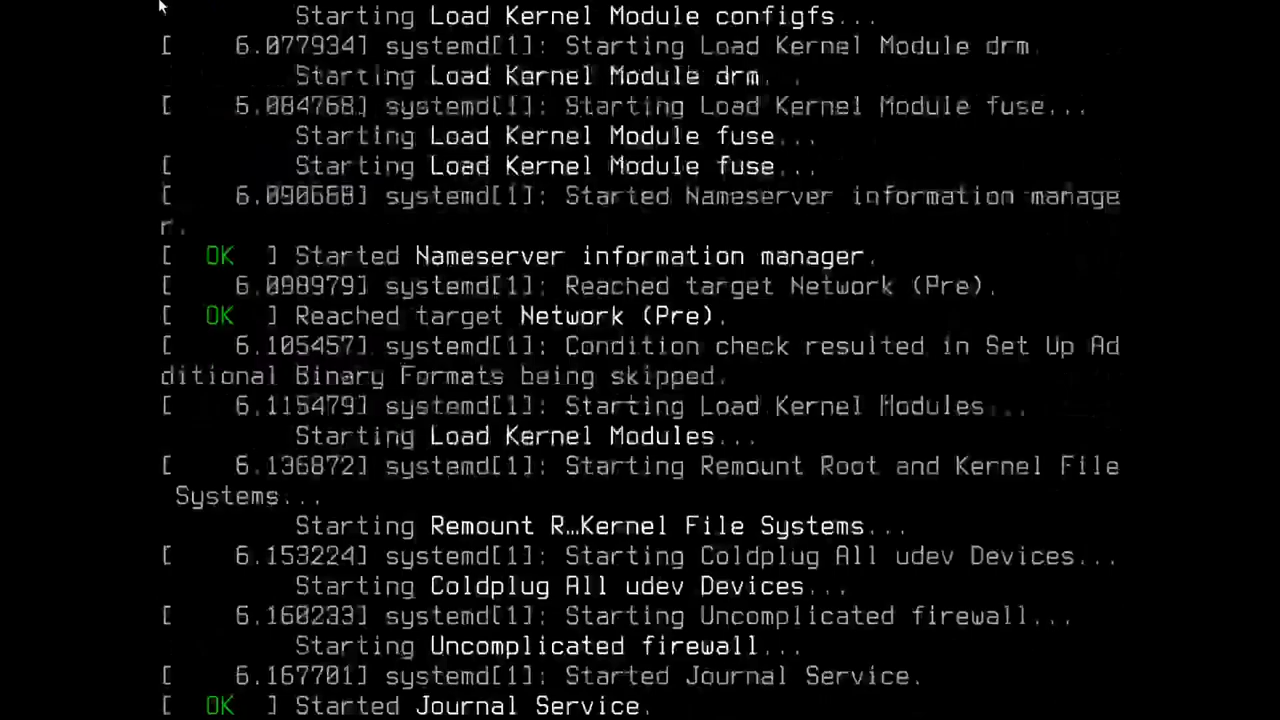 Starting Load Kernel Module configfs...
[    6.077934] systemd[1]: Starting Load Kernel Module drm
Starting Load Kernel Module drm. .
[    6.084768] systemd[1]: Starting Load Kernel Module fuse...
Starting Load Kernel Module fuse...
[        Starting Load Kernel Module fuse...
[    6.090668] systemd[1]: Started Nameserver information manage
r.
[  OK  ] Started Nameserver information manager.
[    6.098979] systemd[1]: Reached target Network (Pre).
[  OK  ] Reached target Network (Pre).
[    6.105457] systemd[1]: Condition check resulted in Set Up Ad
ditional Binary Formats being skipped.
[    6.115479] systemd[1]: Starting Load Kernel Modules...
Starting Load Kernel Modules...
[    6.136872] systemd[1]: Starting Remount Root and Kernel File
Systems...
Starting Remount R…Kernel File Systems...
[    6.153224] systemd[1]: Starting Coldplug All udev Devices...
Starting Coldplug All udev Devices...
[    6.160233] systemd[1]: Starting Uncomplicated firewall...
Starting Uncomplicated firewall...
[    6.167701] systemd[1]: Started Journal Service.
[  OK  ] Started Journal Service.